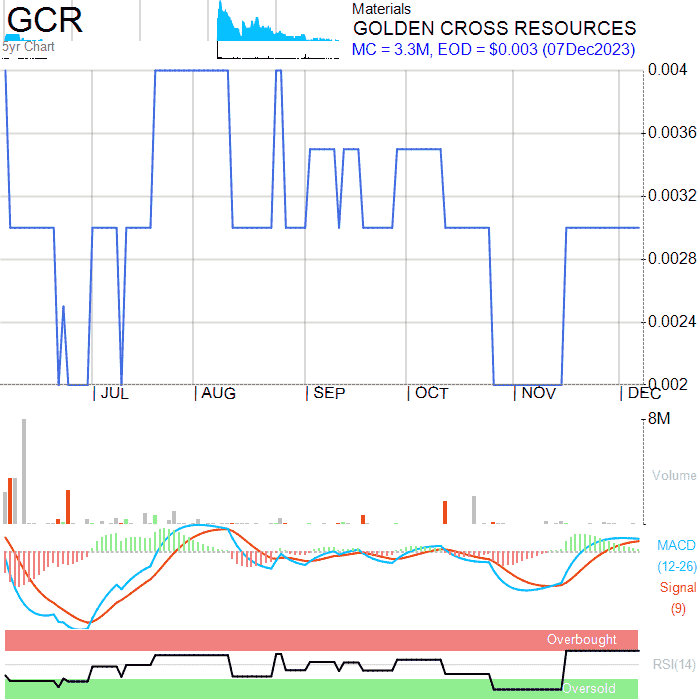 GCR
5yr Chart
Materials
GOLDEN CROSS RESOURCES
MC = 3.3M, EOD = $0.003 (07Dec2023)
0.004
0.0036
0.0032
0.0028
0.0024
0.002
JUL AUG SEP OCT NOV DEC
8M
Volume
MACD
(12-26)
Signal
(9)
Overbought
RSI(14)
Oversold